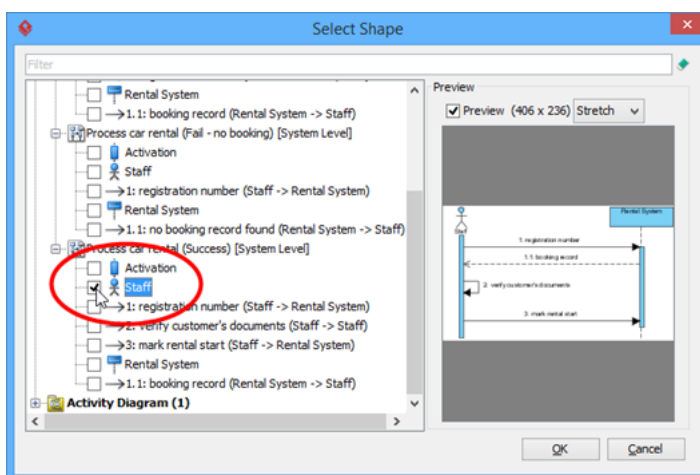 Select Shape
Filter
Rental System
1.1: booking record (Rental System -> Staff)
Process car rental (Fail - no booking) [System Level]
Activation
Staff
1: registration number (Staff -> Rental System)
Rental System
1.1: no booking record found (Rental System -> Staff)
Process car rental (Success) [System Level]
Activation
Staff
1: registration number (Staff -> Rental System)
2: verify customer's documents (Staff -> Staff)
3: mark rental start (Staff -> Rental System)
Rental System
1.1: booking record (Rental System -> Staff)
Activity Diagram (1)
Preview
Preview (406 x 236) Stretch
Rental System
Staff
1: registration number
1.1: booking record
2: verify customer's documents
3: mark rental start
OK Cancel